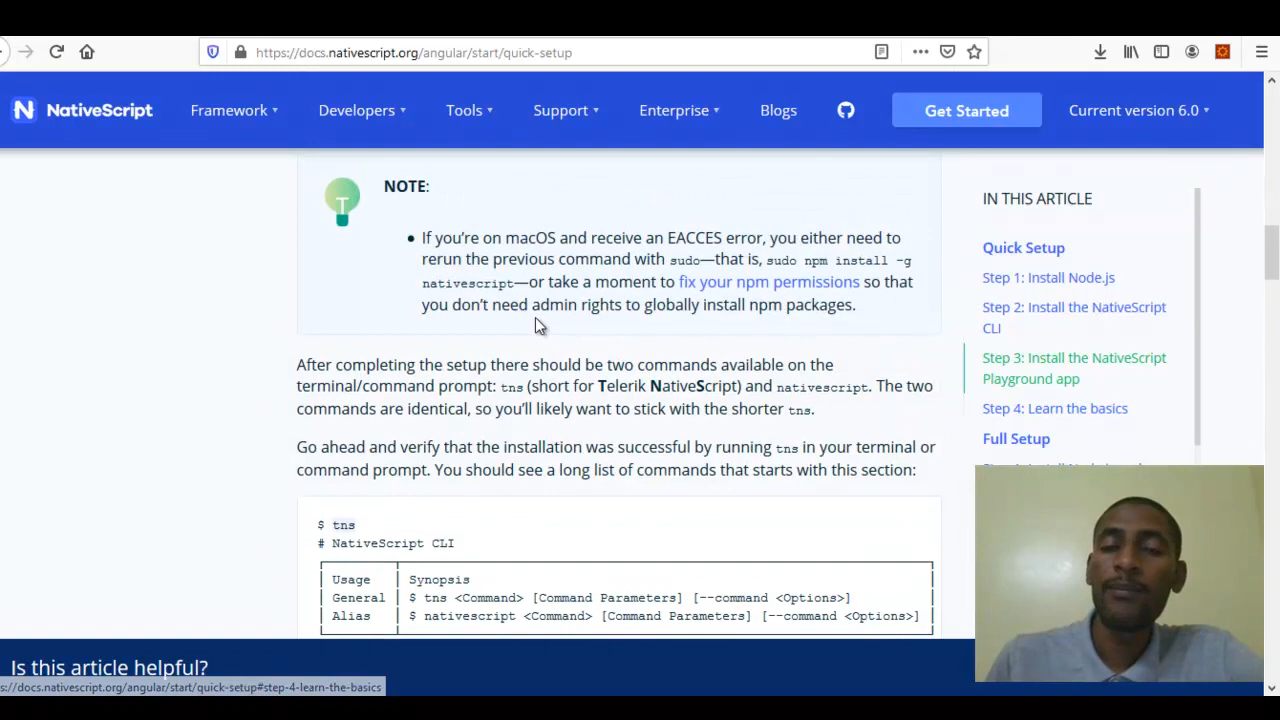 https://docs.nativescript.org/angular/start/quick-setup
NativeScript
Framework
Developers
Tools
Support
Enterprise
Blogs
Get Started
Current version 6.0
NOTE:
If you're on macOS and receive an EACCES error, you either need to
rerun the previous command with sudo—that is, sudo npm install -g
nativescript—or take a moment to fix your npm permissions so that
you don't need admin rights to globally install npm packages.
After completing the setup there should be two commands available on the
terminal/command prompt: tns (short for Telerik NativeScript) and nativescript. The two
commands are identical, so you'll likely want to stick with the shorter tns.
Go ahead and verify that the installation was successful by running tns in your terminal or
command prompt. You should see a long list of commands that starts with this section:
$ tns
# NativeScript CLI
Usage │ Synopsis
General │ $ tns <Command> [Command Parameters] [--command <Options>]
Alias │ $ nativescript <Command> [Command Parameters] [--command <Options>]
IN THIS ARTICLE
Quick Setup
Step 1: Install Node.js
Step 2: Install the NativeScript
CLI
Step 3: Install the NativeScript
Playground app
Step 4: Learn the basics
Full Setup
Is this article helpful?
s://docs.nativescript.org/angular/start/quick-setup#step-4-learn-the-basics